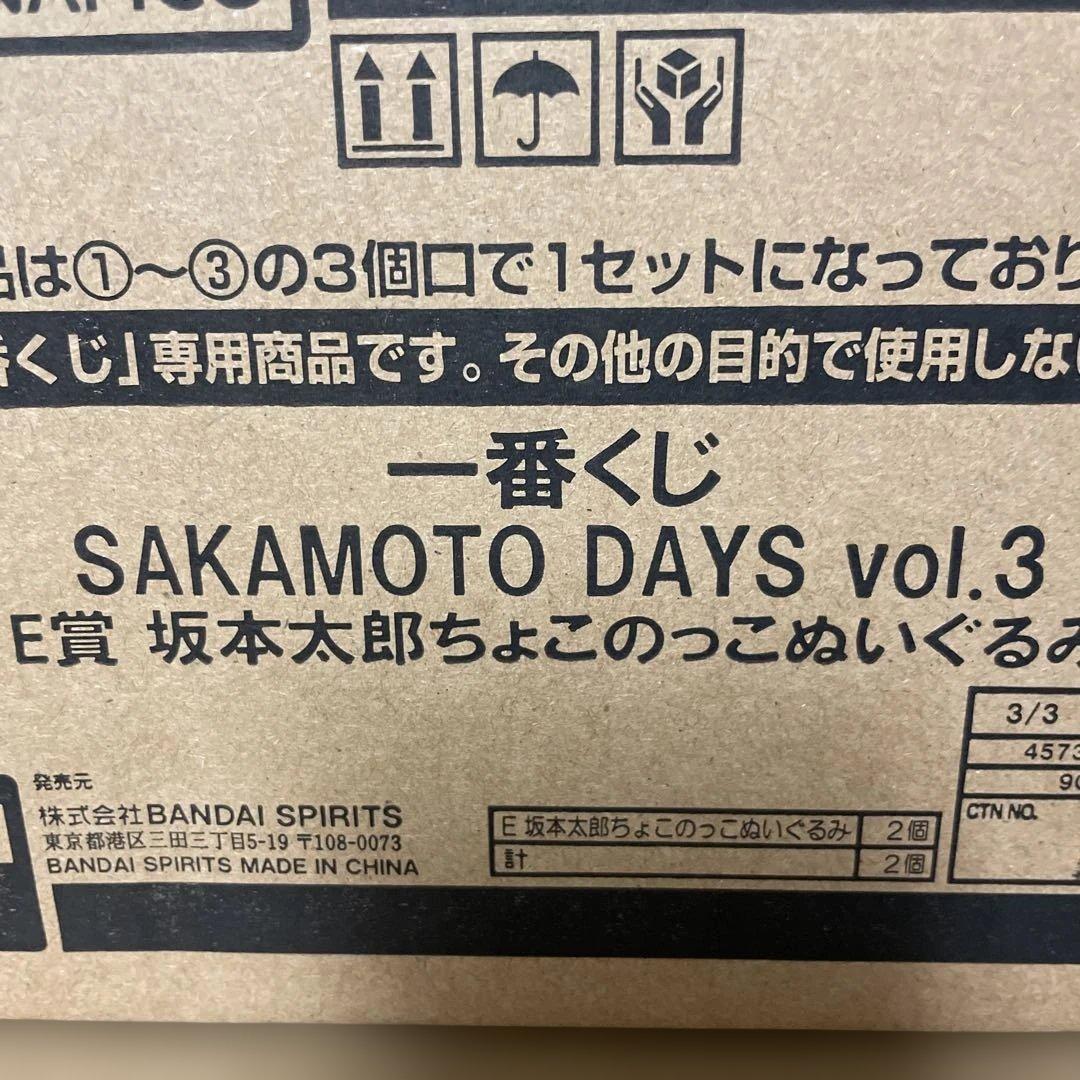 品は①～③の3個口で1セットになっており
番くじ」専用商品です。その他の目的で使用しない
一番くじ
SAKAMOTO DAYS vol.3
E賞 坂本太郎ちょこのっこぬいぐるみ
3/3
4573
90
CTN NO.
発売元
株式会社BANDAI SPIRITS
東京都港区三田三丁目5-19 〒108-0073
BANDAI SPIRITS MADE IN CHINA
E 坂本太郎ちょこのっこぬいぐるみ 2個
計 2個